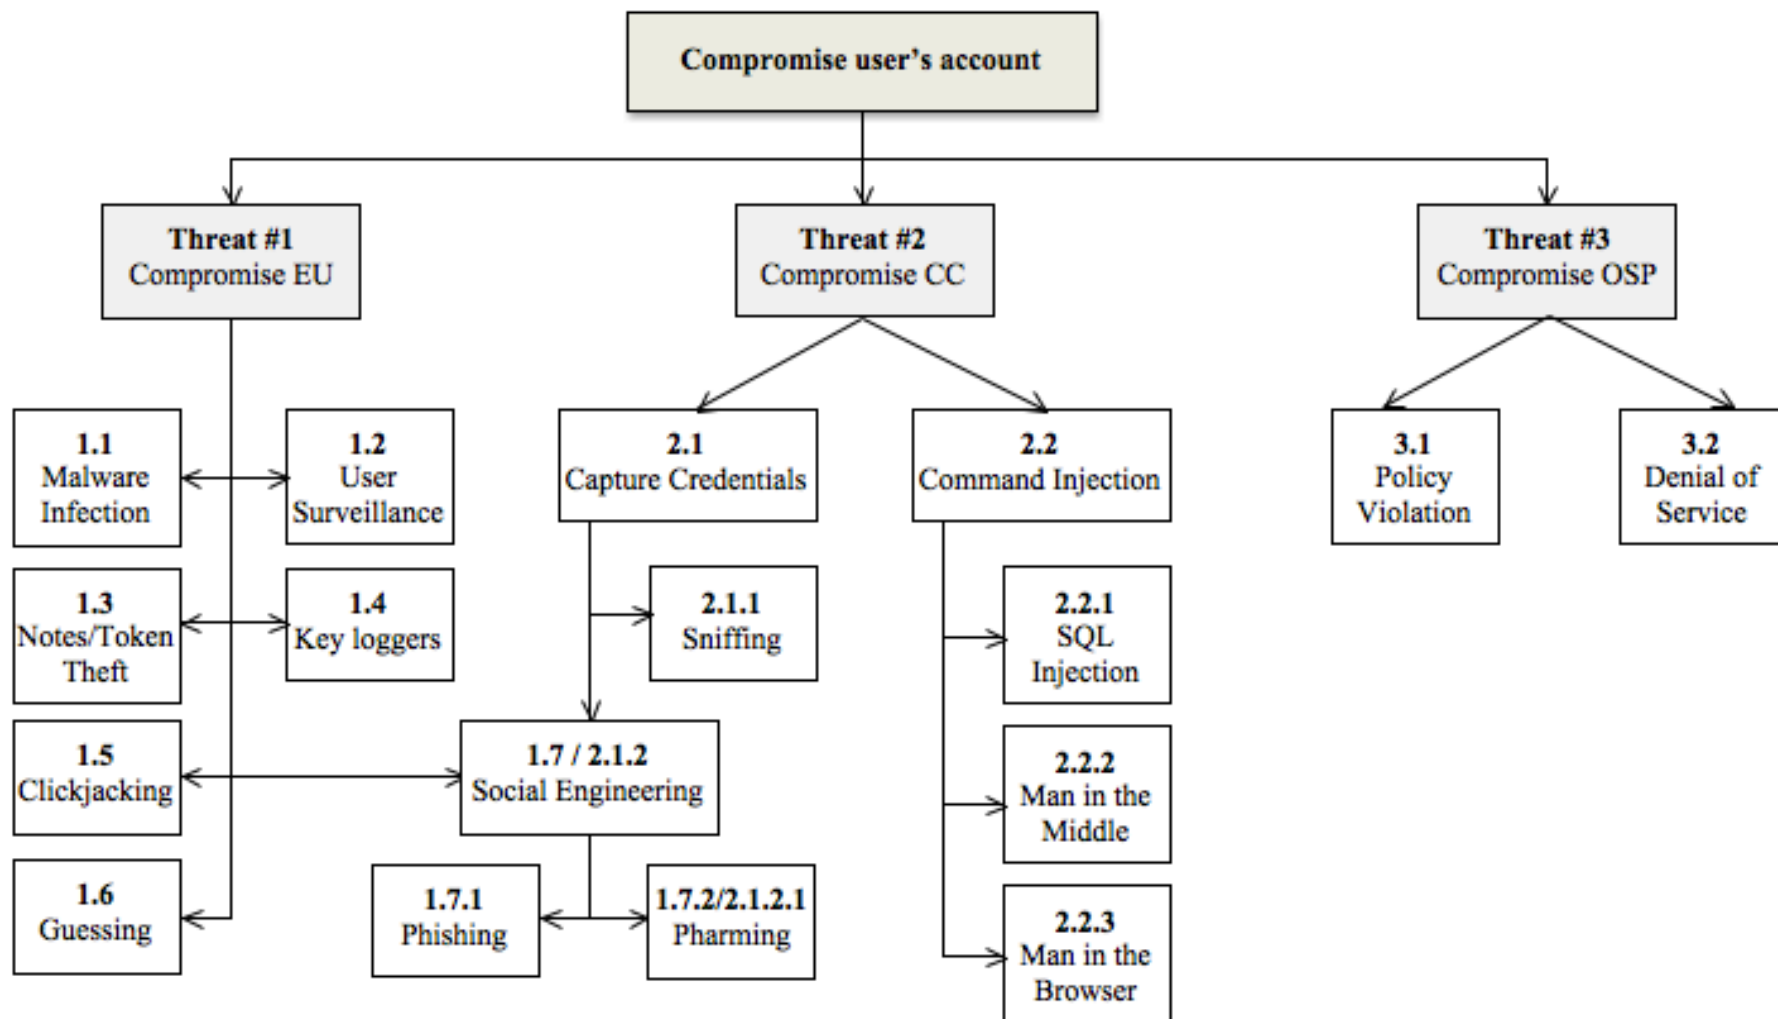 Compromise user’s account
Threat #1
Compromise EU
Threat #2
Compromise CC
Threat #3
Compromise OSP
1.1
Malware
Infection
1.2
User
Surveillance
2.1
Capture Credentials
2.2
Command Injection
3.1
Policy
Violation
3.2
Denial of
Service
1.3
Notes/Token
Theft
1.4
Key loggers
2.1.1
Sniffing
2.2.1
SQL
Injection
1.5
Clickjacking
1.7 / 2.1.2
Social Engineering
2.2.2
Man in the
Middle
1.6
Guessing
1.7.1
Phishing
1.7.2/2.1.2.1
Pharming
2.2.3
Man in the
Browser